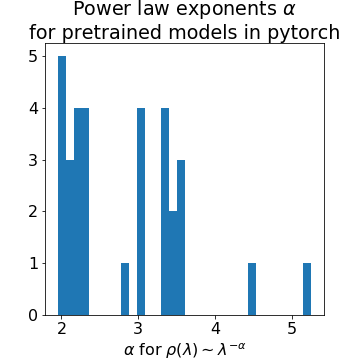 Power law exponents α
for pretrained models in pytorch
5
4
3
2
1
0
2 3 4 5
α for ρ(λ) ~ λ^{-α}